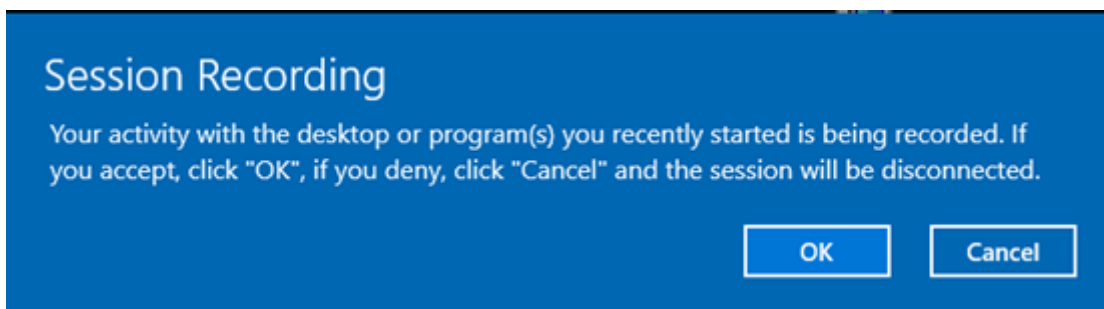 Session Recording
Your activity with the desktop or program(s) you recently started is being recorded. If
you accept, click "OK", if you deny, click "Cancel" and the session will be disconnected.
OK
Cancel